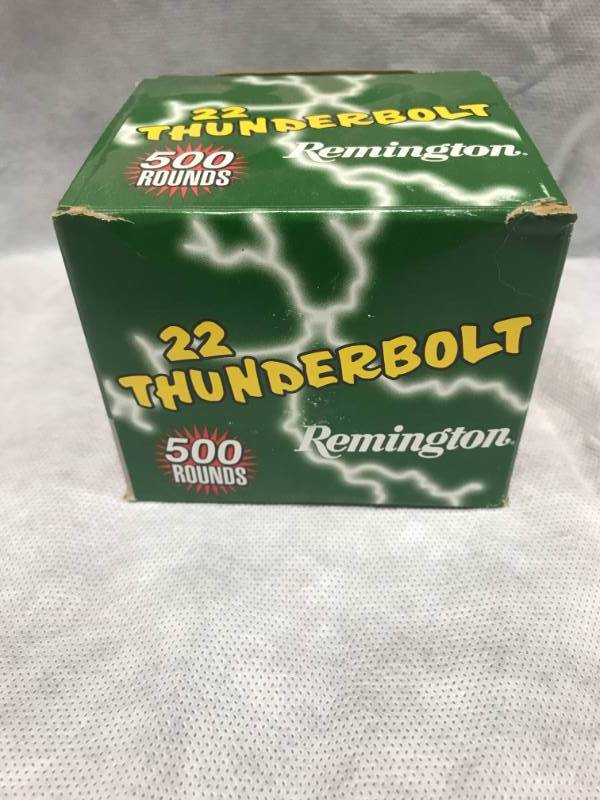 22
THUNDERBOLT
Remington.
500
ROUNDS
22
THUNDERBOLT
500
ROUNDS
Remington.